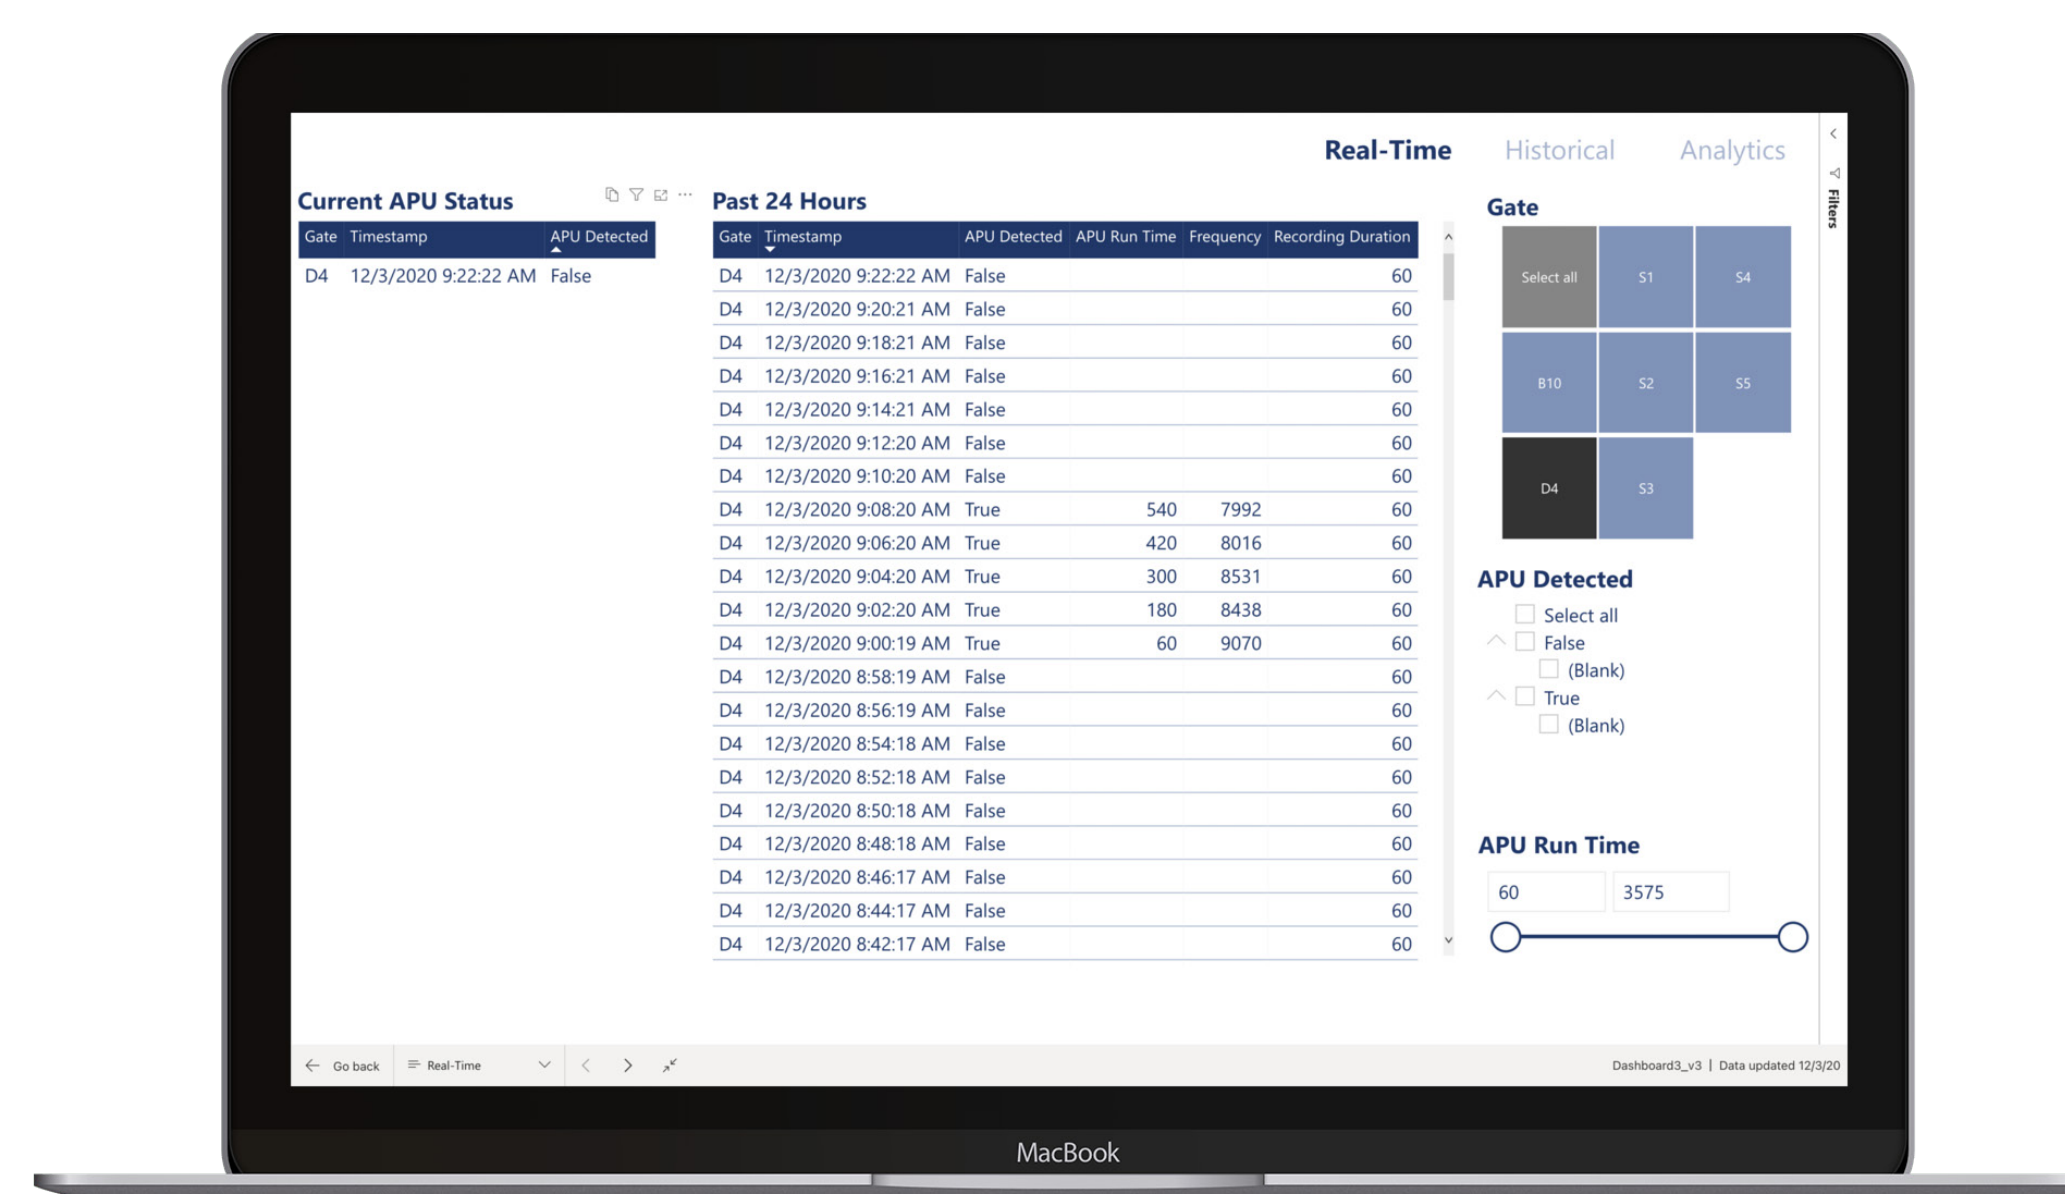 Real-Time Historical Analytics
Filters
Current APU Status
Gate Timestamp APU Detected
D4 12/3/2020 9:22:22 AM False
Past 24 Hours
Gate Timestamp APU Detected APU Run Time Frequency Recording Duration
D4 12/3/2020 9:22:22 AM False 60
D4 12/3/2020 9:20:21 AM False 60
D4 12/3/2020 9:18:21 AM False 60
D4 12/3/2020 9:16:21 AM False 60
D4 12/3/2020 9:14:21 AM False 60
D4 12/3/2020 9:12:20 AM False 60
D4 12/3/2020 9:10:20 AM False 60
D4 12/3/2020 9:08:20 AM True 540 7992 60
D4 12/3/2020 9:06:20 AM True 420 8016 60
D4 12/3/2020 9:04:20 AM True 300 8531 60
D4 12/3/2020 9:02:20 AM True 180 8438 60
D4 12/3/2020 9:00:19 AM True 60 9070 60
D4 12/3/2020 8:58:19 AM False 60
D4 12/3/2020 8:56:19 AM False 60
D4 12/3/2020 8:54:18 AM False 60
D4 12/3/2020 8:52:18 AM False 60
D4 12/3/2020 8:50:18 AM False 60
D4 12/3/2020 8:48:18 AM False 60
D4 12/3/2020 8:46:17 AM False 60
D4 12/3/2020 8:44:17 AM False 60
D4 12/3/2020 8:42:17 AM False 60
Gate
Select all S1 S4
B10 S2 S5
D4 S3
APU Detected
Select all
False
(Blank)
True
(Blank)
APU Run Time
60 3575
Go back Real-Time
Dashboard3_v3 | Data updated 12/3/20
MacBook